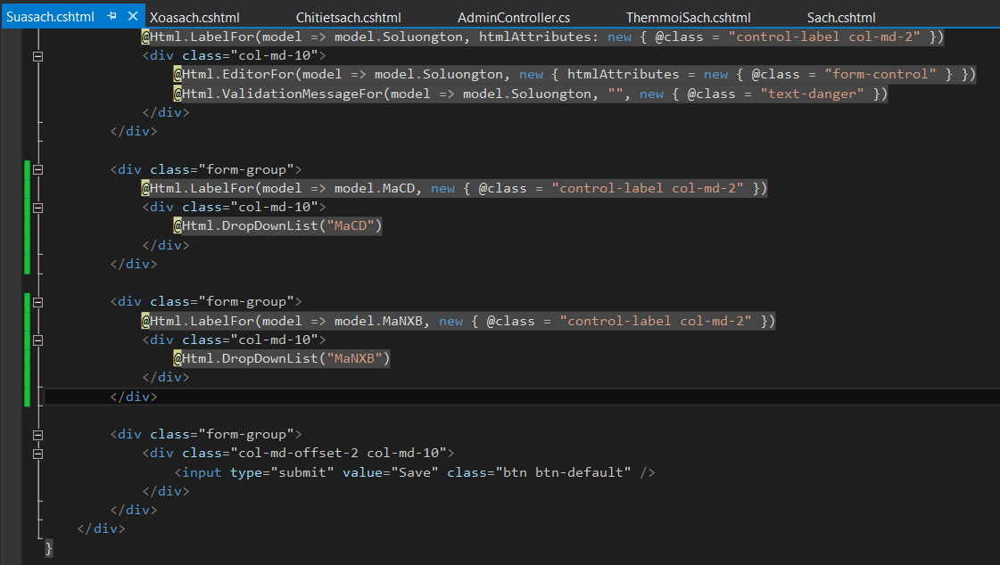 Suasach.cshtml Xoasach.cshtml Chitietsach.cshtml AdminController.cs ThemmoiSach.cshtml Sach.cshtml
@Html.LabelFor(model => model.Soluongton, htmlAttributes: new { @class = "control-label col-md-2" })
<div class="col-md-10">
@Html.EditorFor(model => model.Soluongton, new { htmlAttributes = new { @class = "form-control" } })
@Html.ValidationMessageFor(model => model.Soluongton, "", new { @class = "text-danger" })
</div>
</div>
<div class="form-group">
@Html.LabelFor(model => model.MaCD, new { @class = "control-label col-md-2" })
<div class="col-md-10">
@Html.DropDownList("MaCD")
</div>
</div>
<div class="form-group">
@Html.LabelFor(model => model.MaNXB, new { @class = "control-label col-md-2" })
<div class="col-md-10">
@Html.DropDownList("MaNXB")
</div>
</div>
<div class="form-group">
<div class="col-md-offset-2 col-md-10">
<input type="submit" value="Save" class="btn btn-default" />
</div>
</div>
</div>
}